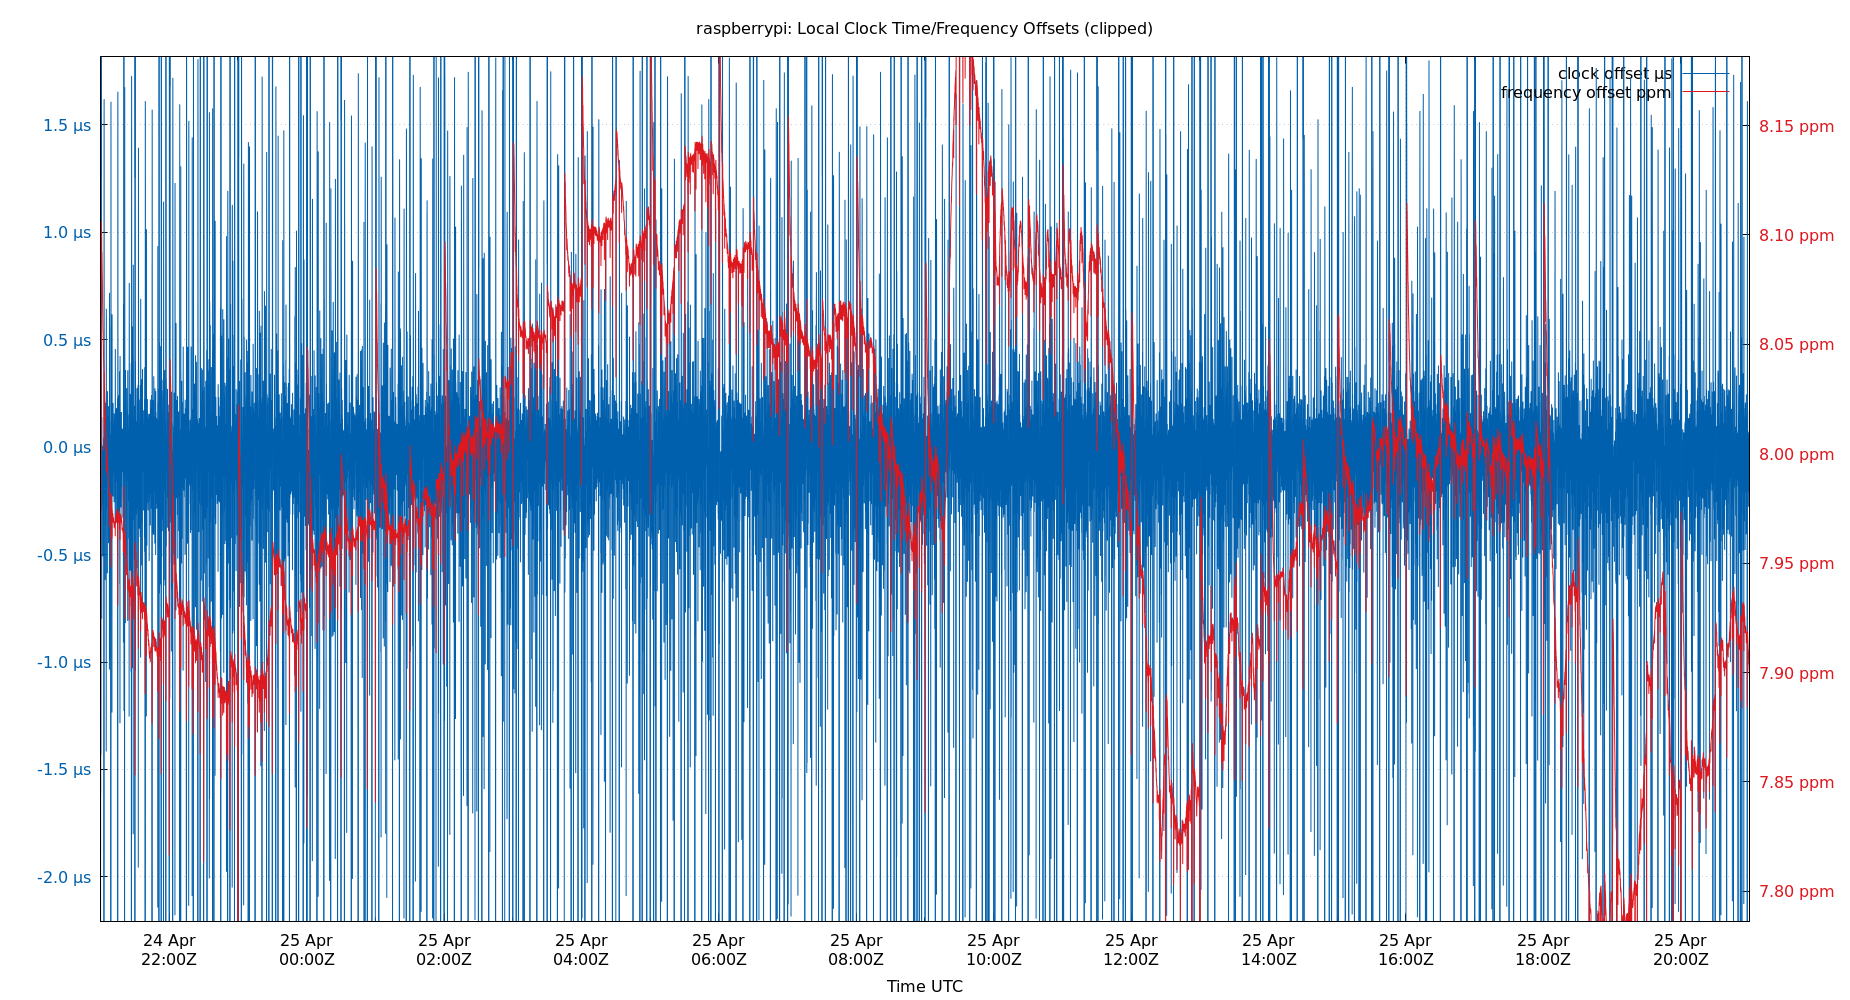 raspberrypi: Local Clock Time/Frequency Offsets (clipped)
clock offset µs
frequency offset ppm
1.5 µs
1.0 µs
0.5 µs
0.0 µs
-0.5 µs
-1.0 µs
-1.5 µs
-2.0 µs
8.15 ppm
8.10 ppm
8.05 ppm
8.00 ppm
7.95 ppm
7.90 ppm
7.85 ppm
7.80 ppm
24 Apr
22:00Z
25 Apr
00:00Z
25 Apr
02:00Z
25 Apr
04:00Z
25 Apr
06:00Z
25 Apr
08:00Z
25 Apr
10:00Z
25 Apr
12:00Z
25 Apr
14:00Z
25 Apr
16:00Z
25 Apr
18:00Z
25 Apr
20:00Z
Time UTC